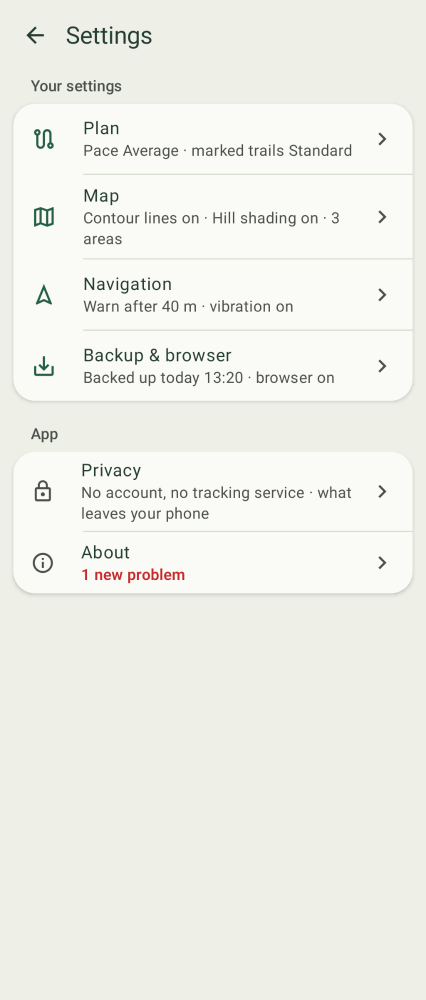 Settings
Your settings
Plan
Pace Average · marked trails Standard
Map
Contour lines on · Hill shading on · 3
areas
Navigation
Warn after 40 m · vibration on
Backup & browser
Backed up today 13:20 · browser on
App
Privacy
No account, no tracking service · what
leaves your phone
About
1 new problem